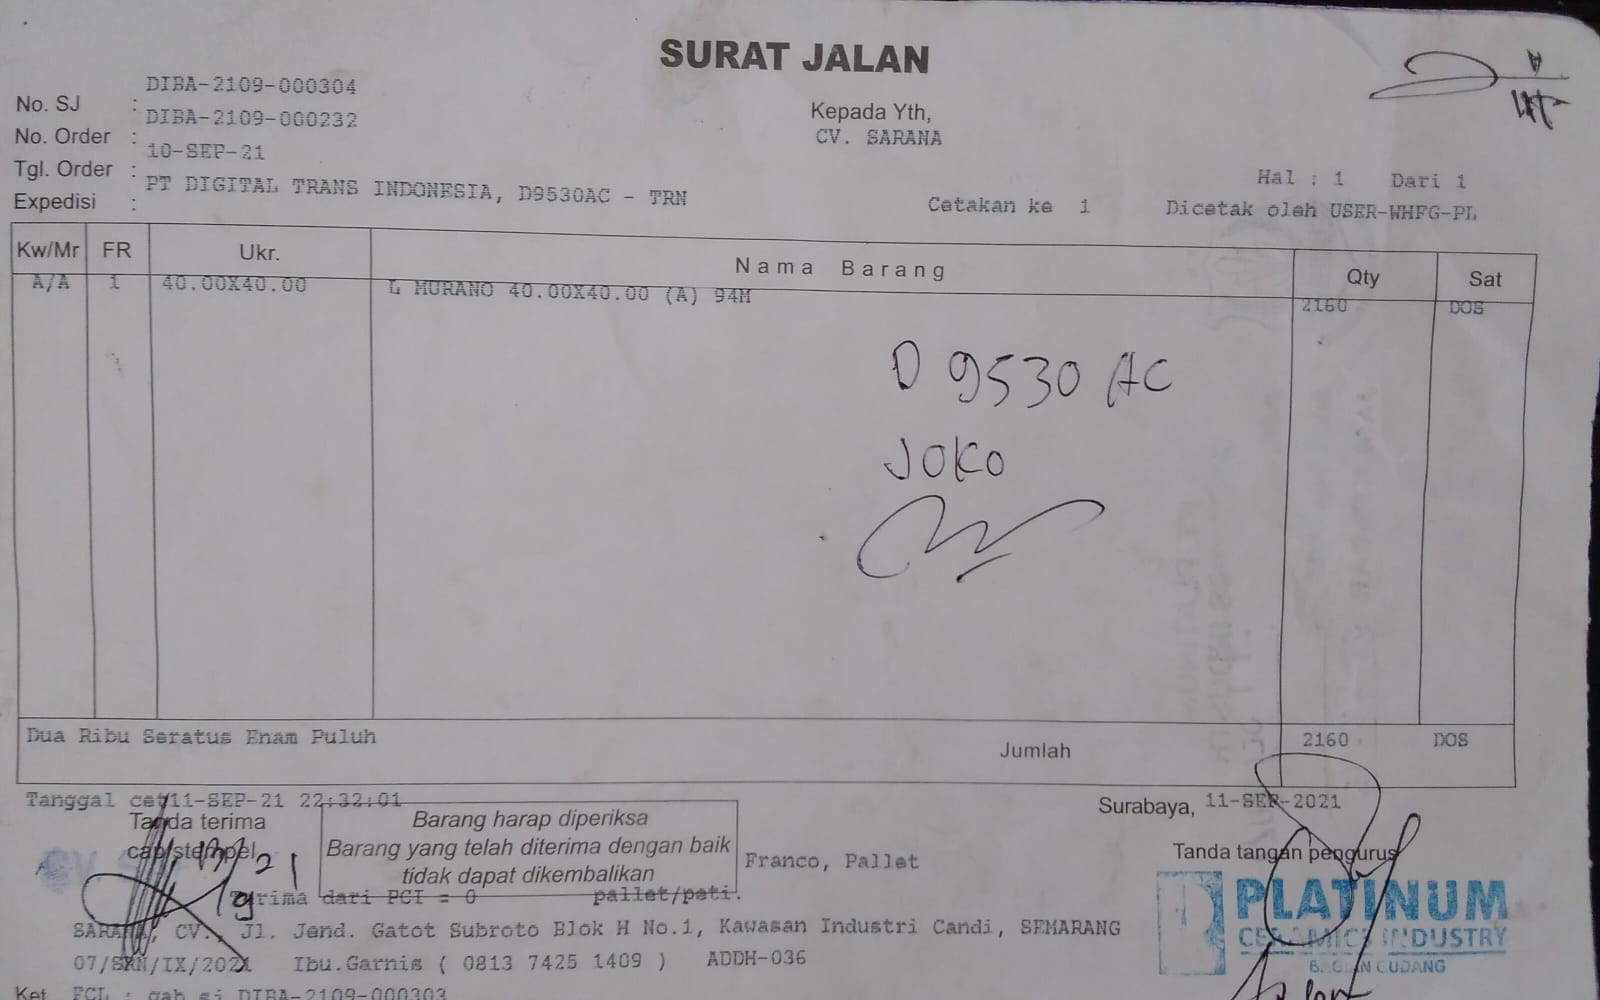 SURAT JALAN
No. SJ : DIBA-2109-000304
No. Order : DIBA-2109-000232
Tgl. Order : 10-SEP-21
Expedisi : PT DIGITAL TRANS INDONESIA, D9530AC - TRN
Kepada Yth,
CV. SARANA
Hal : 1 Dari 1
Cetakan ke 1 Dicetak oleh USER-WHFG-PL
Kw/Mr FR Ukr. Nama Barang Qty Sat
A/A 1 40.00X40.00 L MURANO 40.00X40.00 (A) 94M 2160 DOS
D 9530 AC
JOKO
Dua Ribu Seratus Enam Puluh Jumlah 2160 DOS
Tanggal cet 11-SEP-21 22:32:01
Surabaya, 11-SEP-2021
Tanda terima
cap/stempel
Barang harap diperiksa
Barang yang telah diterima dengan baik
tidak dapat dikembalikan
Franco, Pallet
Tanda tangan pengurus
Terima dari PCI = 0 pallet/peti.
PLATINUM
CERAMICS INDUSTRY
BAGIAN GUDANG
SARANA, CV., Jl. Jend. Gatot Subroto Blok H No.1, Kawasan Industri Candi, SEMARANG
07/SRN/IX/2021 Ibu.Garnis ( 0813 7425 1409 ) ADDH-036
Ket PCL : gab sj DIBA-2109-000303